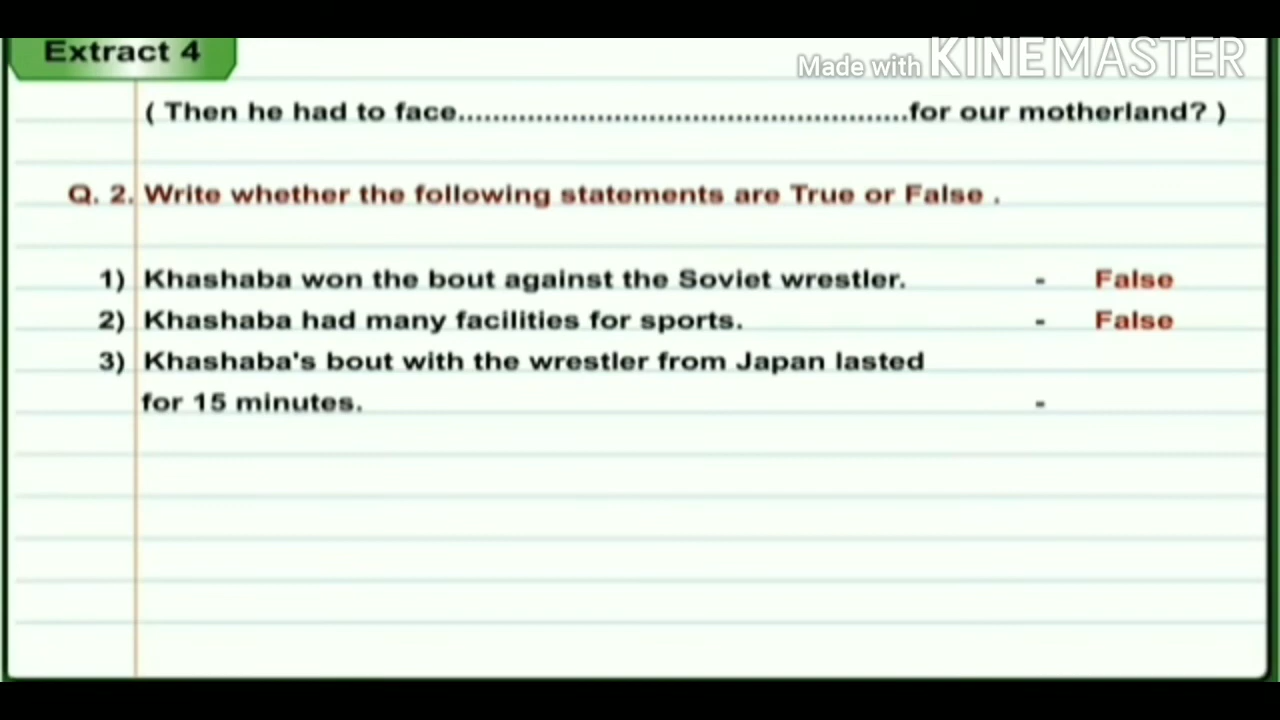 Extract 4
Made with KINEMASTER
( Then he had to face....................................................for our motherland? )
Q. 2. Write whether the following statements are True or False .
1) Khashaba won the bout against the Soviet wrestler. - False
2) Khashaba had many facilities for sports. - False
3) Khashaba's bout with the wrestler from Japan lasted
for 15 minutes. -